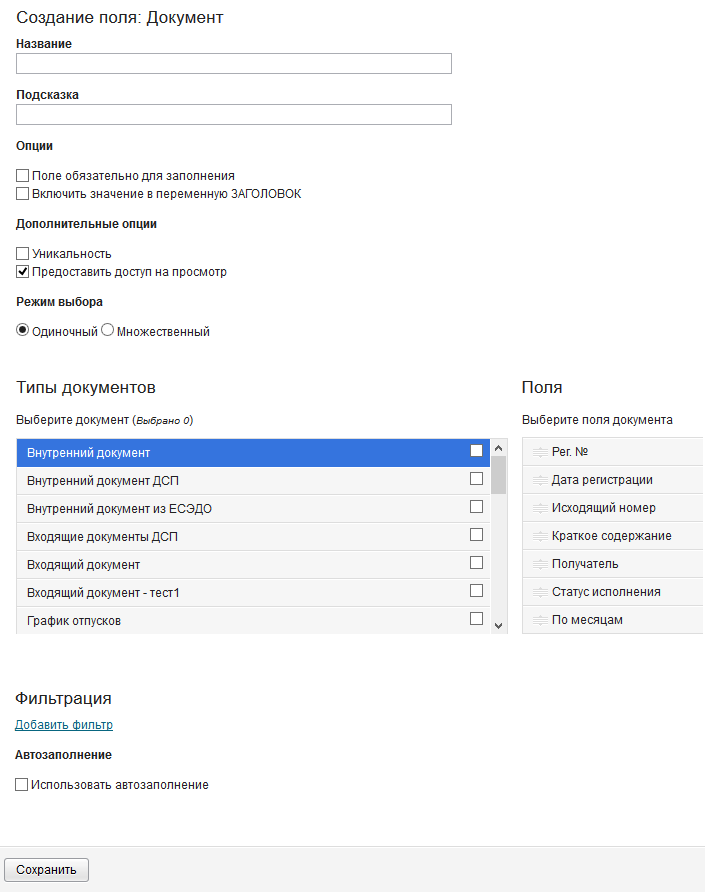 Создание поля: Документ
Название
Подсказка
Опции
Поле обязательно для заполнения
Включить значение в переменную ЗАГОЛОВОК
Дополнительные опции
Уникальность
Предоставить доступ на просмотр
Режим выбора
Одиночный Множественный
Типы документов
Выберите документ (Выбрано 0)
Внутренний документ
Внутренний документ ДСП
Внутренний документ из ЕСЭДО
Входящие документы ДСП
Входящий документ
Входящий документ - тест1
График отпусков
Поля
Выберите поля документа
Рег. №
Дата регистрации
Исходящий номер
Краткое содержание
Получатель
Статус исполнения
По месяцам
Фильтрация
Добавить фильтр
Автозаполнение
Использовать автозаполнение
Сохранить